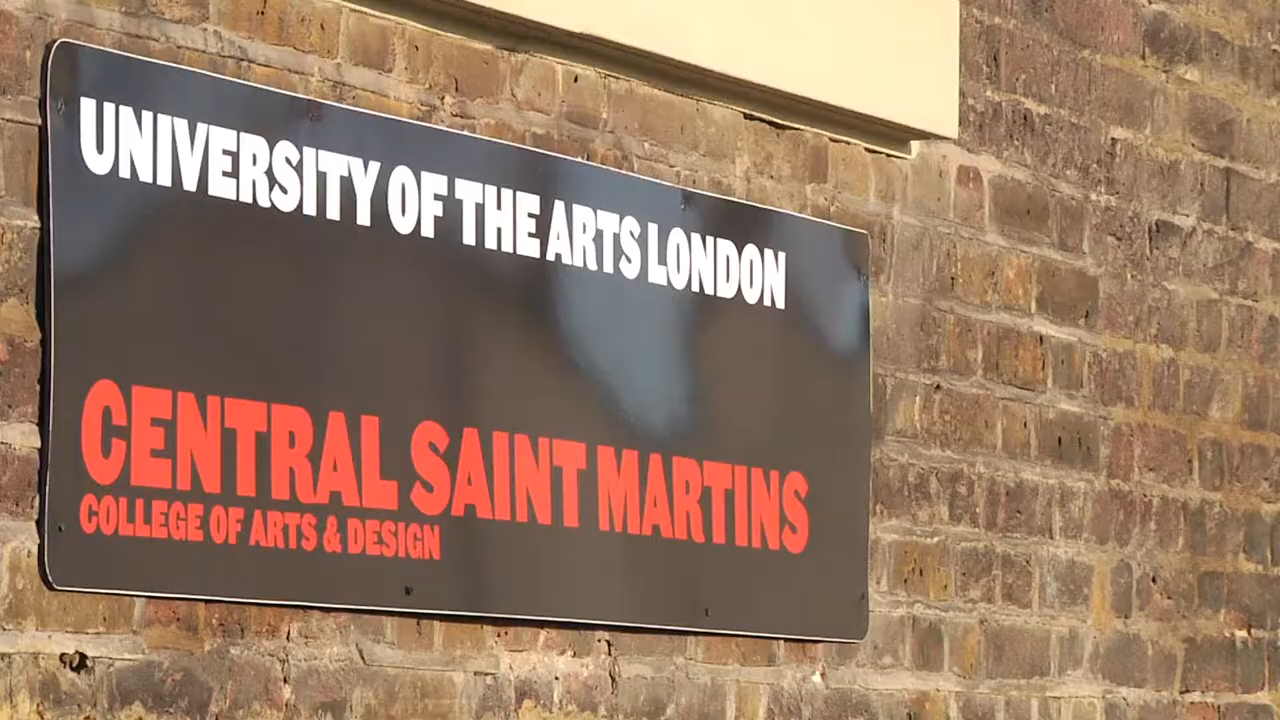 UNIVERSITY OF THE ARTS LONDON
CENTRAL SAINT MARTINS
COLLEGE OF ARTS & DESIGN